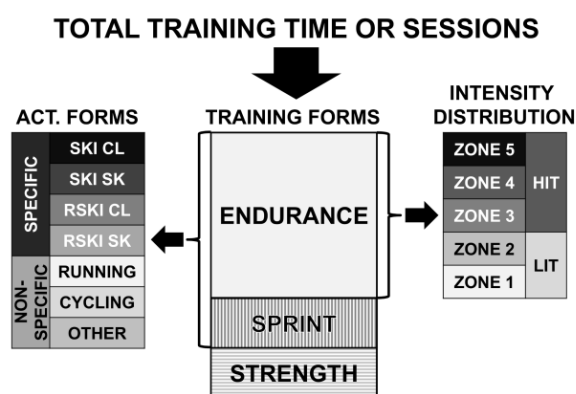 TOTAL TRAINING TIME OR SESSIONS
ACT. FORMS
SPECIFIC
SKI CL
SKI SK
RSKI CL
RSKI SK
NON-
SPECIFIC
RUNNING
CYCLING
OTHER
TRAINING FORMS
ENDURANCE
SPRINT
STRENGTH
INTENSITY
DISTRIBUTION
ZONE 5
ZONE 4
ZONE 3
HIT
ZONE 2
ZONE 1
LIT